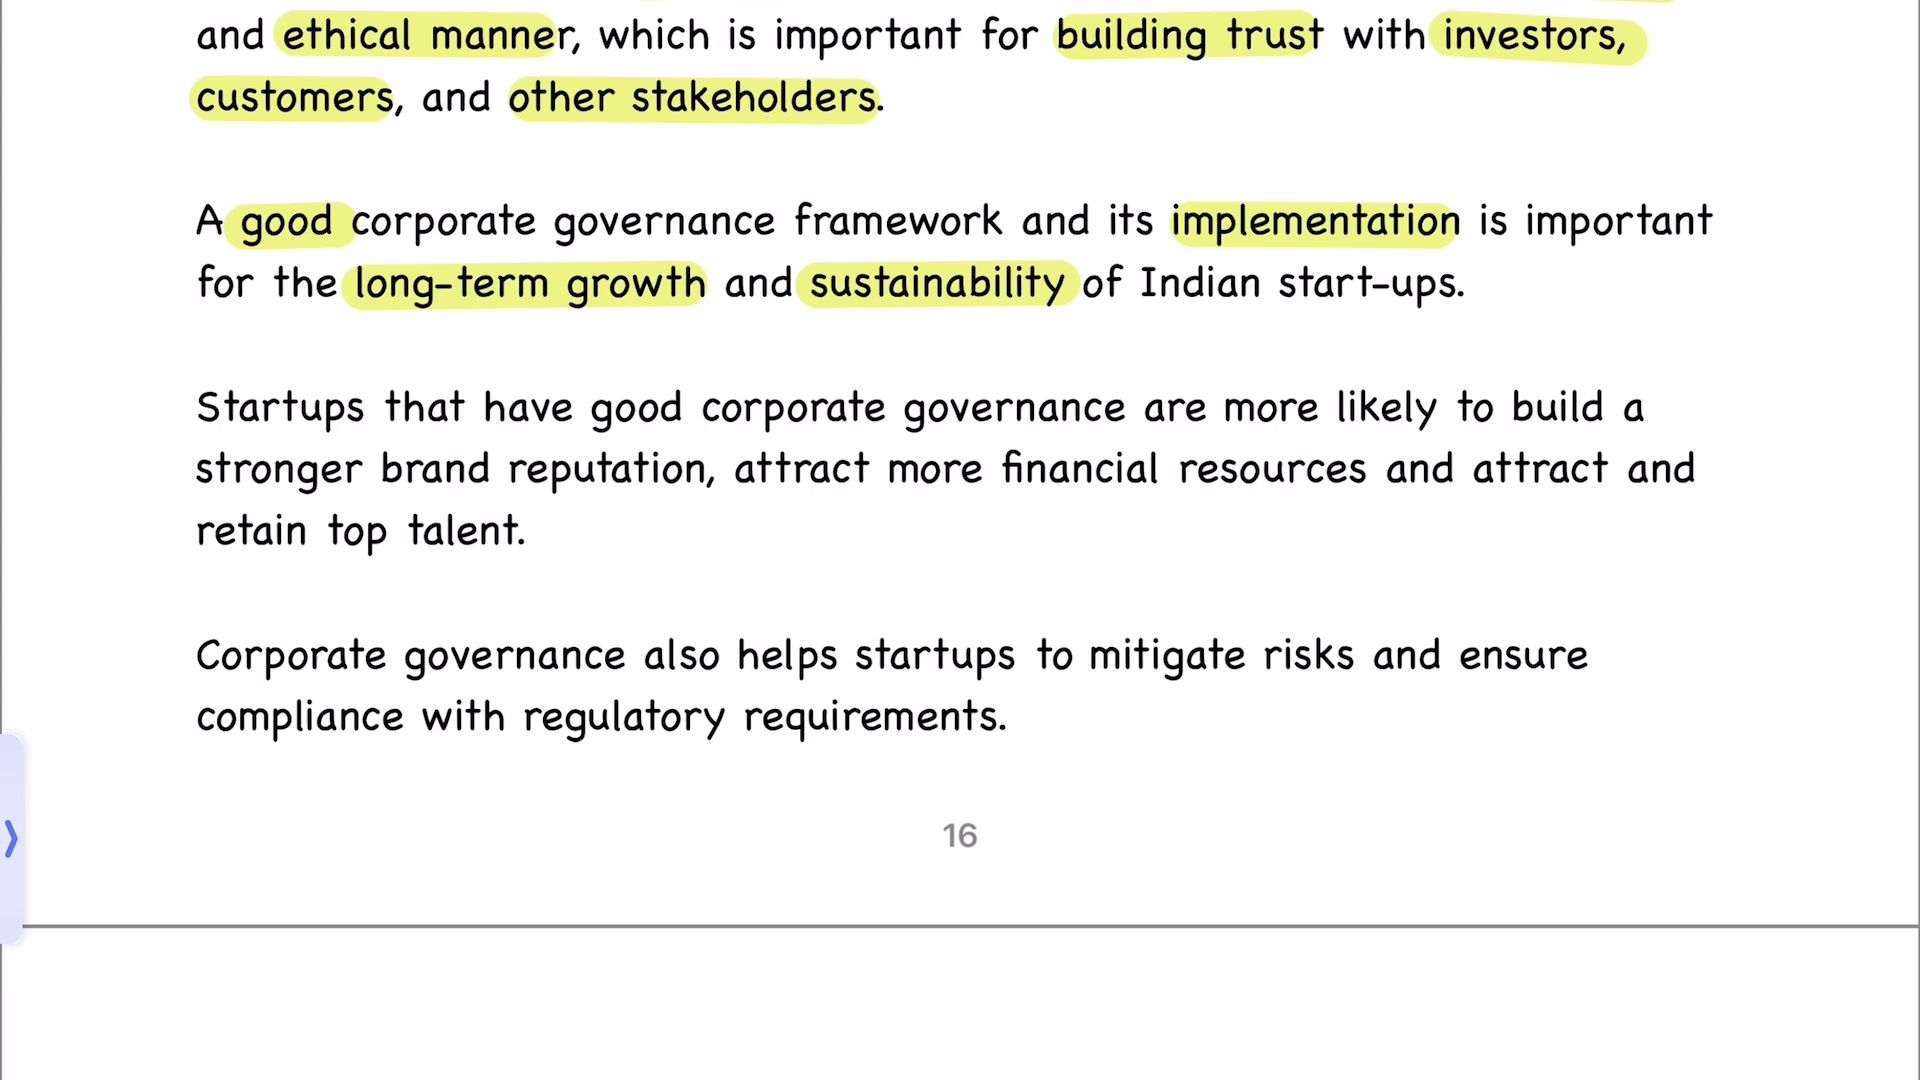 and ethical manner, which is important for building trust with investors,
customers, and other stakeholders.
A good corporate governance framework and its implementation is important
for the long-term growth and sustainability of Indian start-ups.
Startups that have good corporate governance are more likely to build a
stronger brand reputation, attract more financial resources and attract and
retain top talent.
Corporate governance also helps startups to mitigate risks and ensure
compliance with regulatory requirements.
16